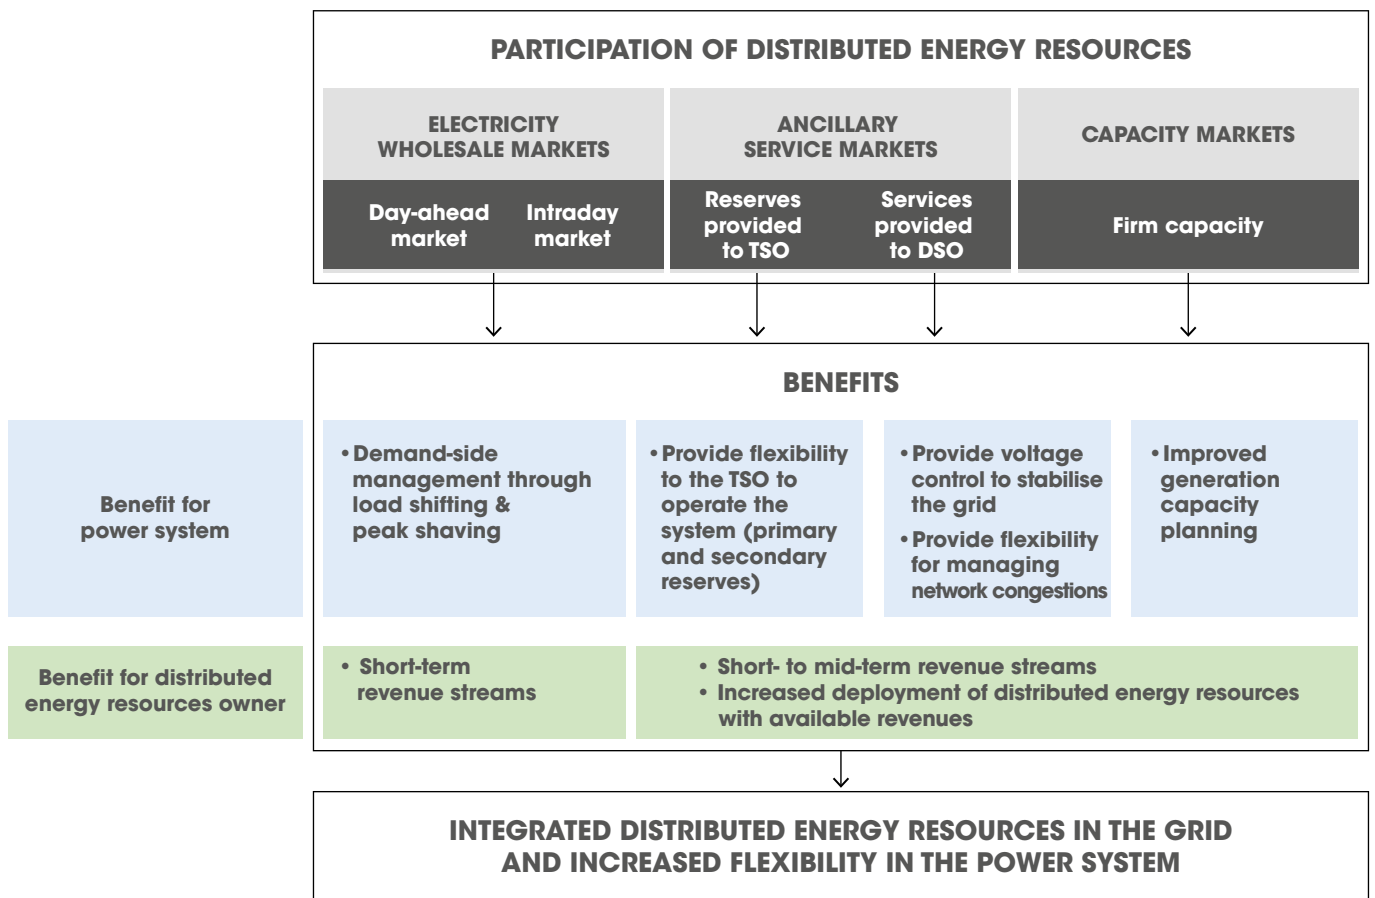 PARTICIPATION OF DISTRIBUTED ENERGY RESOURCES
ELECTRICITY
WHOLESALE MARKETS
ANCILLARY
SERVICE MARKETS
CAPACITY MARKETS
Day-ahead
market
Intraday
market
Reserves
provided
to TSO
Services
provided
to DSO
Firm capacity
BENEFITS
Benefit for
power system
•Demand-side
management through
load shifting &
peak shaving
•Provide flexibility
to the TSO to
operate the
system (primary
and secondary
reserves)
•Provide voltage
control to stabilise
the grid
•Provide flexibility
for managing
network congestions
•Improved
generation
capacity
planning
Benefit for distributed
energy resources owner
• Short-term
revenue streams
• Short- to mid-term revenue streams
• Increased deployment of distributed energy resources
with available revenues
INTEGRATED DISTRIBUTED ENERGY RESOURCES IN THE GRID
AND INCREASED FLEXIBILITY IN THE POWER SYSTEM